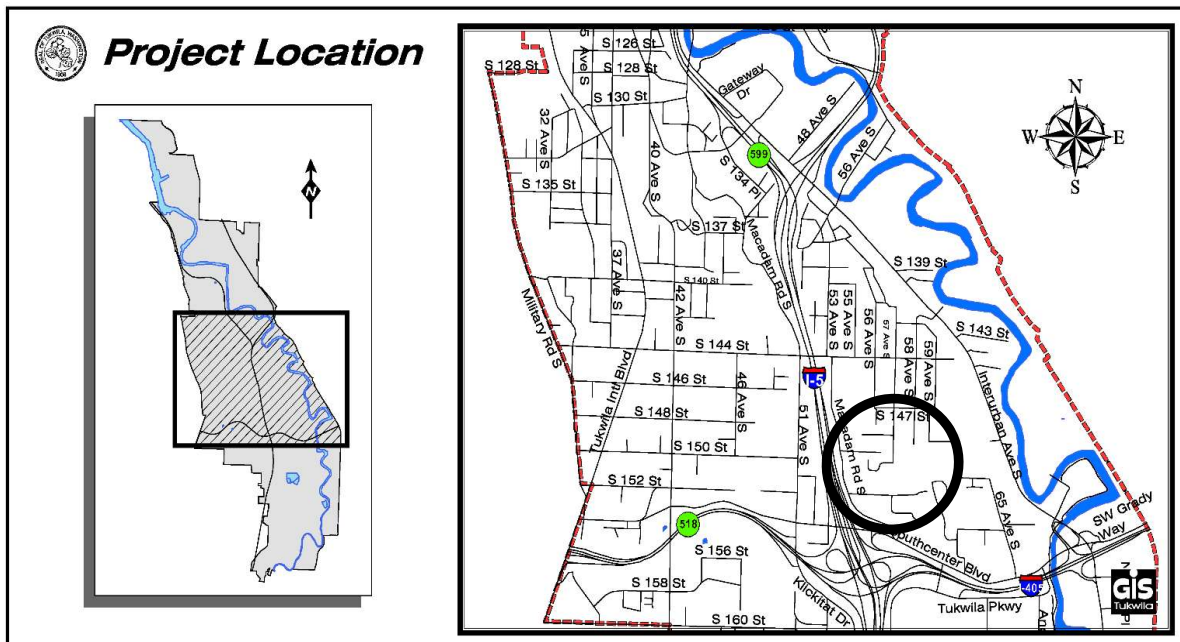 SEAL OF TUKWILA, WASHINGTON
1908
Project Location
N
S 126 St
S 128 St
S 128 St
S 130 St
Gateway
Dr
48 Ave S
56 Ave S
32 Ave S
40 Ave S
599
S 134 Pl
S 135 St
S 137 St
Macadam Rd S
37 Ave S
S 139 St
S 140 St
Military Rd S
42 Ave S
53 Ave S
55 Ave S
56 Ave S
57 Ave S
58 Ave S
59 Ave S
S 143 St
S 144 St
Tukwila Intl Blvd
46 Ave S
S 146 St
I-5
Interurban Ave S
S 147 St
S 148 St
51 Ave S
Macadam Rd S
S 150 St
S 152 St
65 Ave S
SW Grady
Way
518
S 156 St
Southcenter Blvd
S 158 St
Klickitat Dr
I-405
Tukwila Pkwy
S 160 St
N
W
E
S
GIS
Tukwila